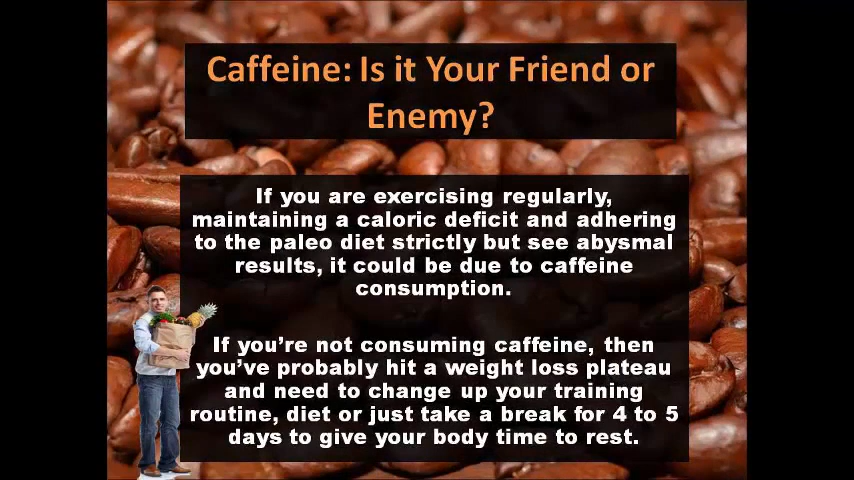 Caffeine: Is it Your Friend or
Enemy?
If you are exercising regularly,
maintaining a caloric deficit and adhering
to the paleo diet strictly but see abysmal
results, it could be due to caffeine
consumption.
If you’re not consuming caffeine, then
you’ve probably hit a weight loss plateau
and need to change up your training
routine, diet or just take a break for 4 to 5
days to give your body time to rest.